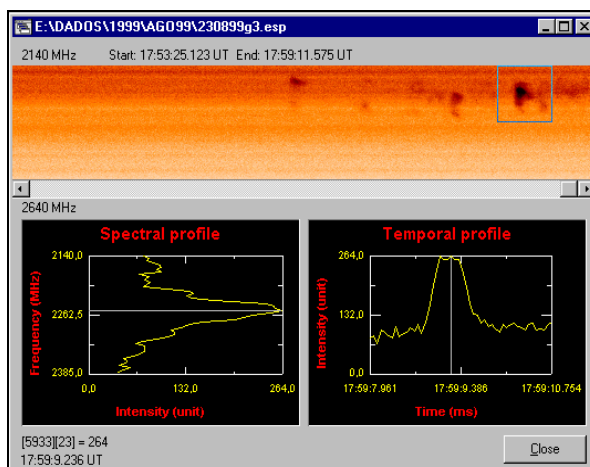 E:\DADOS\1999\AGO99\230899g3.esp
2140 MHz Start: 17:53:25.123 UT End: 17:59:11.575 UT
2640 MHz
Spectral profile
2140,0
2262,5
2385,0
Frequency (MHz)
0,0 132,0 264,0
Intensity (unit)
Temporal profile
264,0
132,0
0,0
Intensity (unit)
17:59:7.961 17:59:9.386 17:59:10.754
Time (ms)
[5933][23] = 264
17:59:9.236 UT
Close